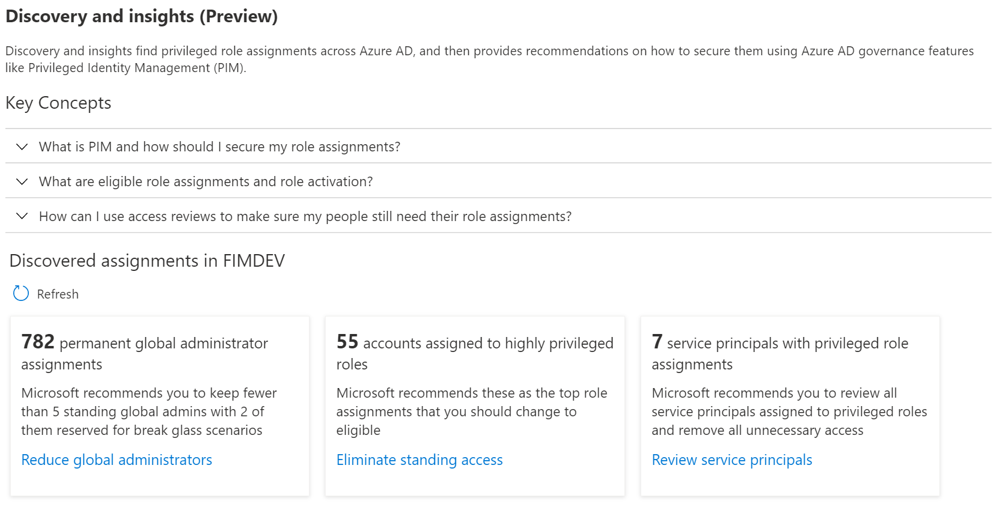 Discovery and insights (Preview)
Discovery and insights find privileged role assignments across Azure AD, and then provides recommendations on how to secure them using Azure AD governance features
like Privileged Identity Management (PIM).
Key Concepts
What is PIM and how should I secure my role assignments?
What are eligible role assignments and role activation?
How can I use access reviews to make sure my people still need their role assignments?
Discovered assignments in FIMDEV
Refresh
782 permanent global administrator
assignments
Microsoft recommends you to keep fewer
than 5 standing global admins with 2 of
them reserved for break glass scenarios
Reduce global administrators
55 accounts assigned to highly privileged
roles
Microsoft recommends these as the top role
assignments that you should change to
eligible
Eliminate standing access
7 service principals with privileged role
assignments
Microsoft recommends you to review all
service principals assigned to privileged roles
and remove all unnecessary access
Review service principals